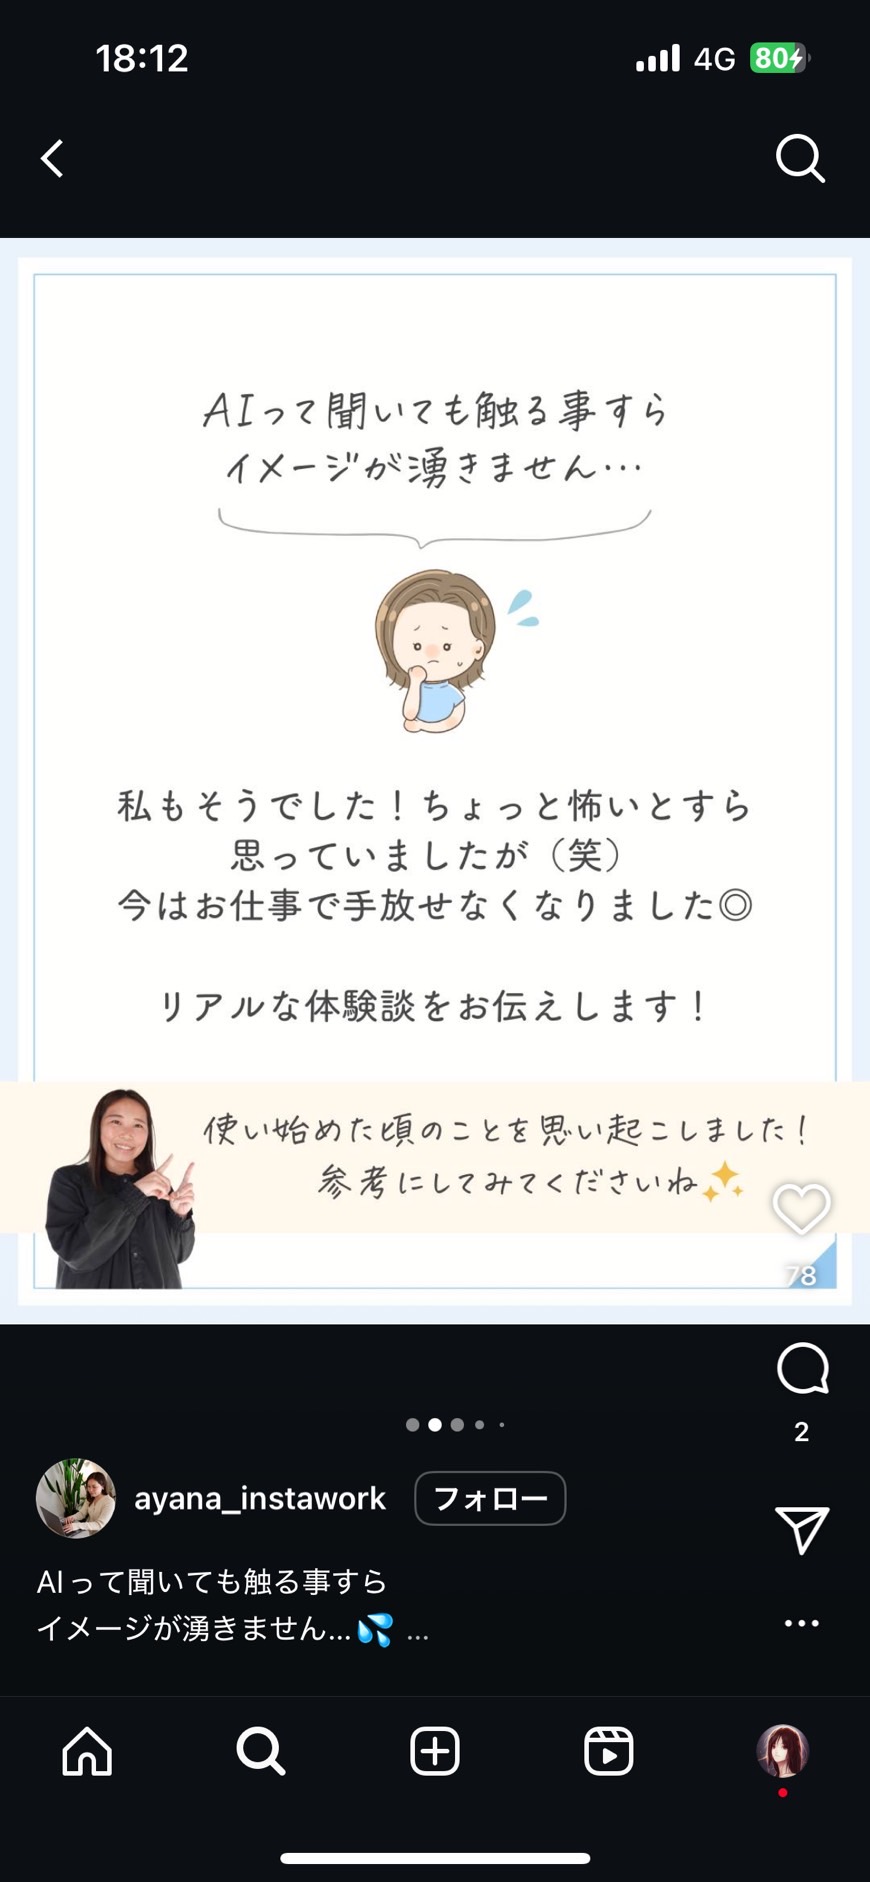 18:12
4G
80
AIって聞いても触る事すら
イメージが湧きません…
私もそうでした！ちょっと怖いとすら
思っていましたが（笑）
今はお仕事で手放せなくなりました◎
リアルな体験談をお伝えします！
使い始めた頃のことを思い起こしました！
参考にしてみてくださいね✨
78
2
ayana_instawork
フォロー
AIって聞いても触る事すら
イメージが湧きません…💦 ...